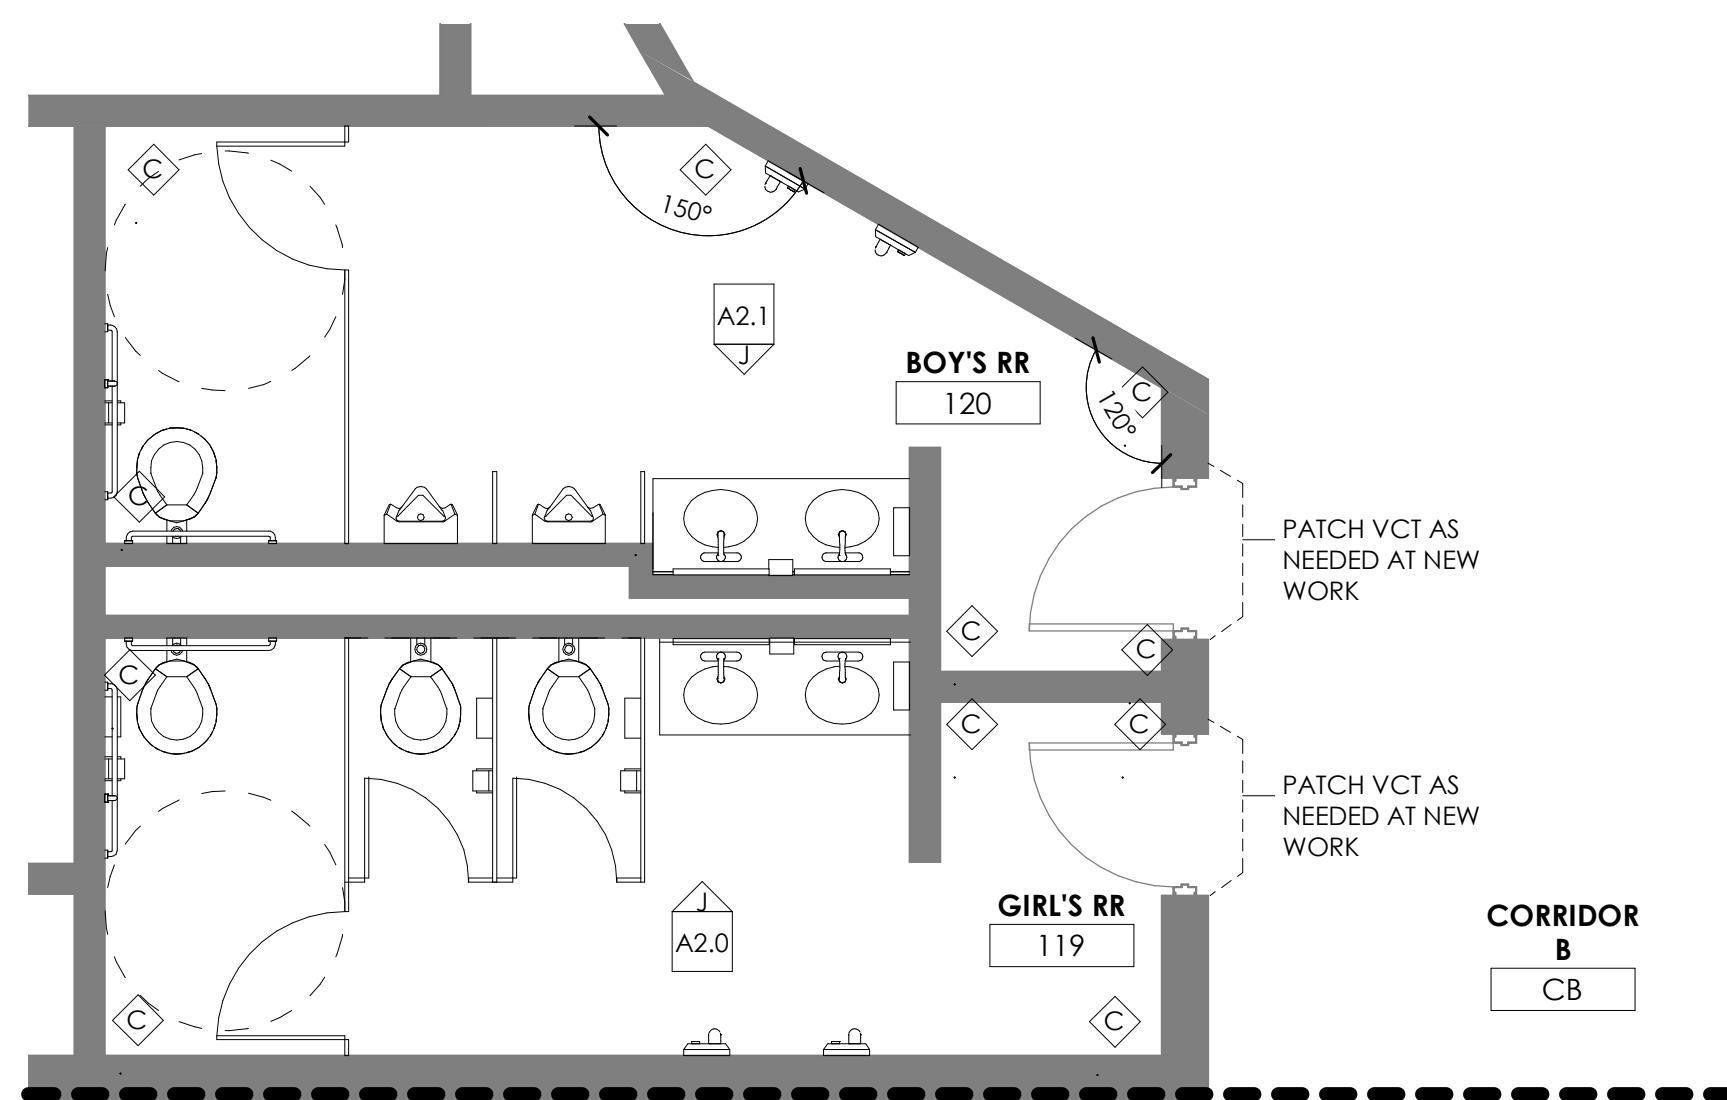 C
C
150°
A2.1
J
BOY'S RR
120
C
120°
C
PATCH VCT AS
NEEDED AT NEW
WORK
C
C
C
C
C
PATCH VCT AS
NEEDED AT NEW
WORK
J
A2.0
GIRL'S RR
119
CORRIDOR
B
CB
C
C